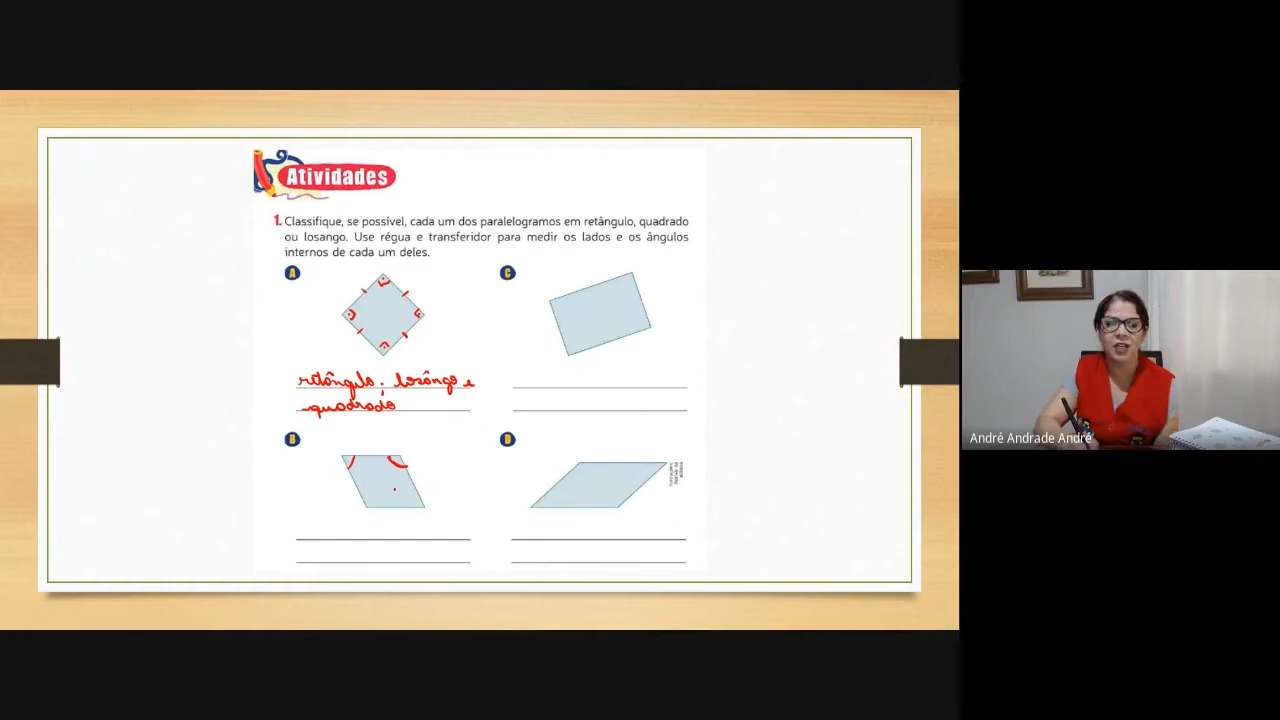 Atividades
1. Classifique, se possível, cada um dos paralelogramos em retângulo, quadrado
ou losango. Use régua e transferidor para medir os lados e os ângulos
internos de cada um deles.
A
C
retângulo, losângo e
quadrado
B
D
André Andrade André